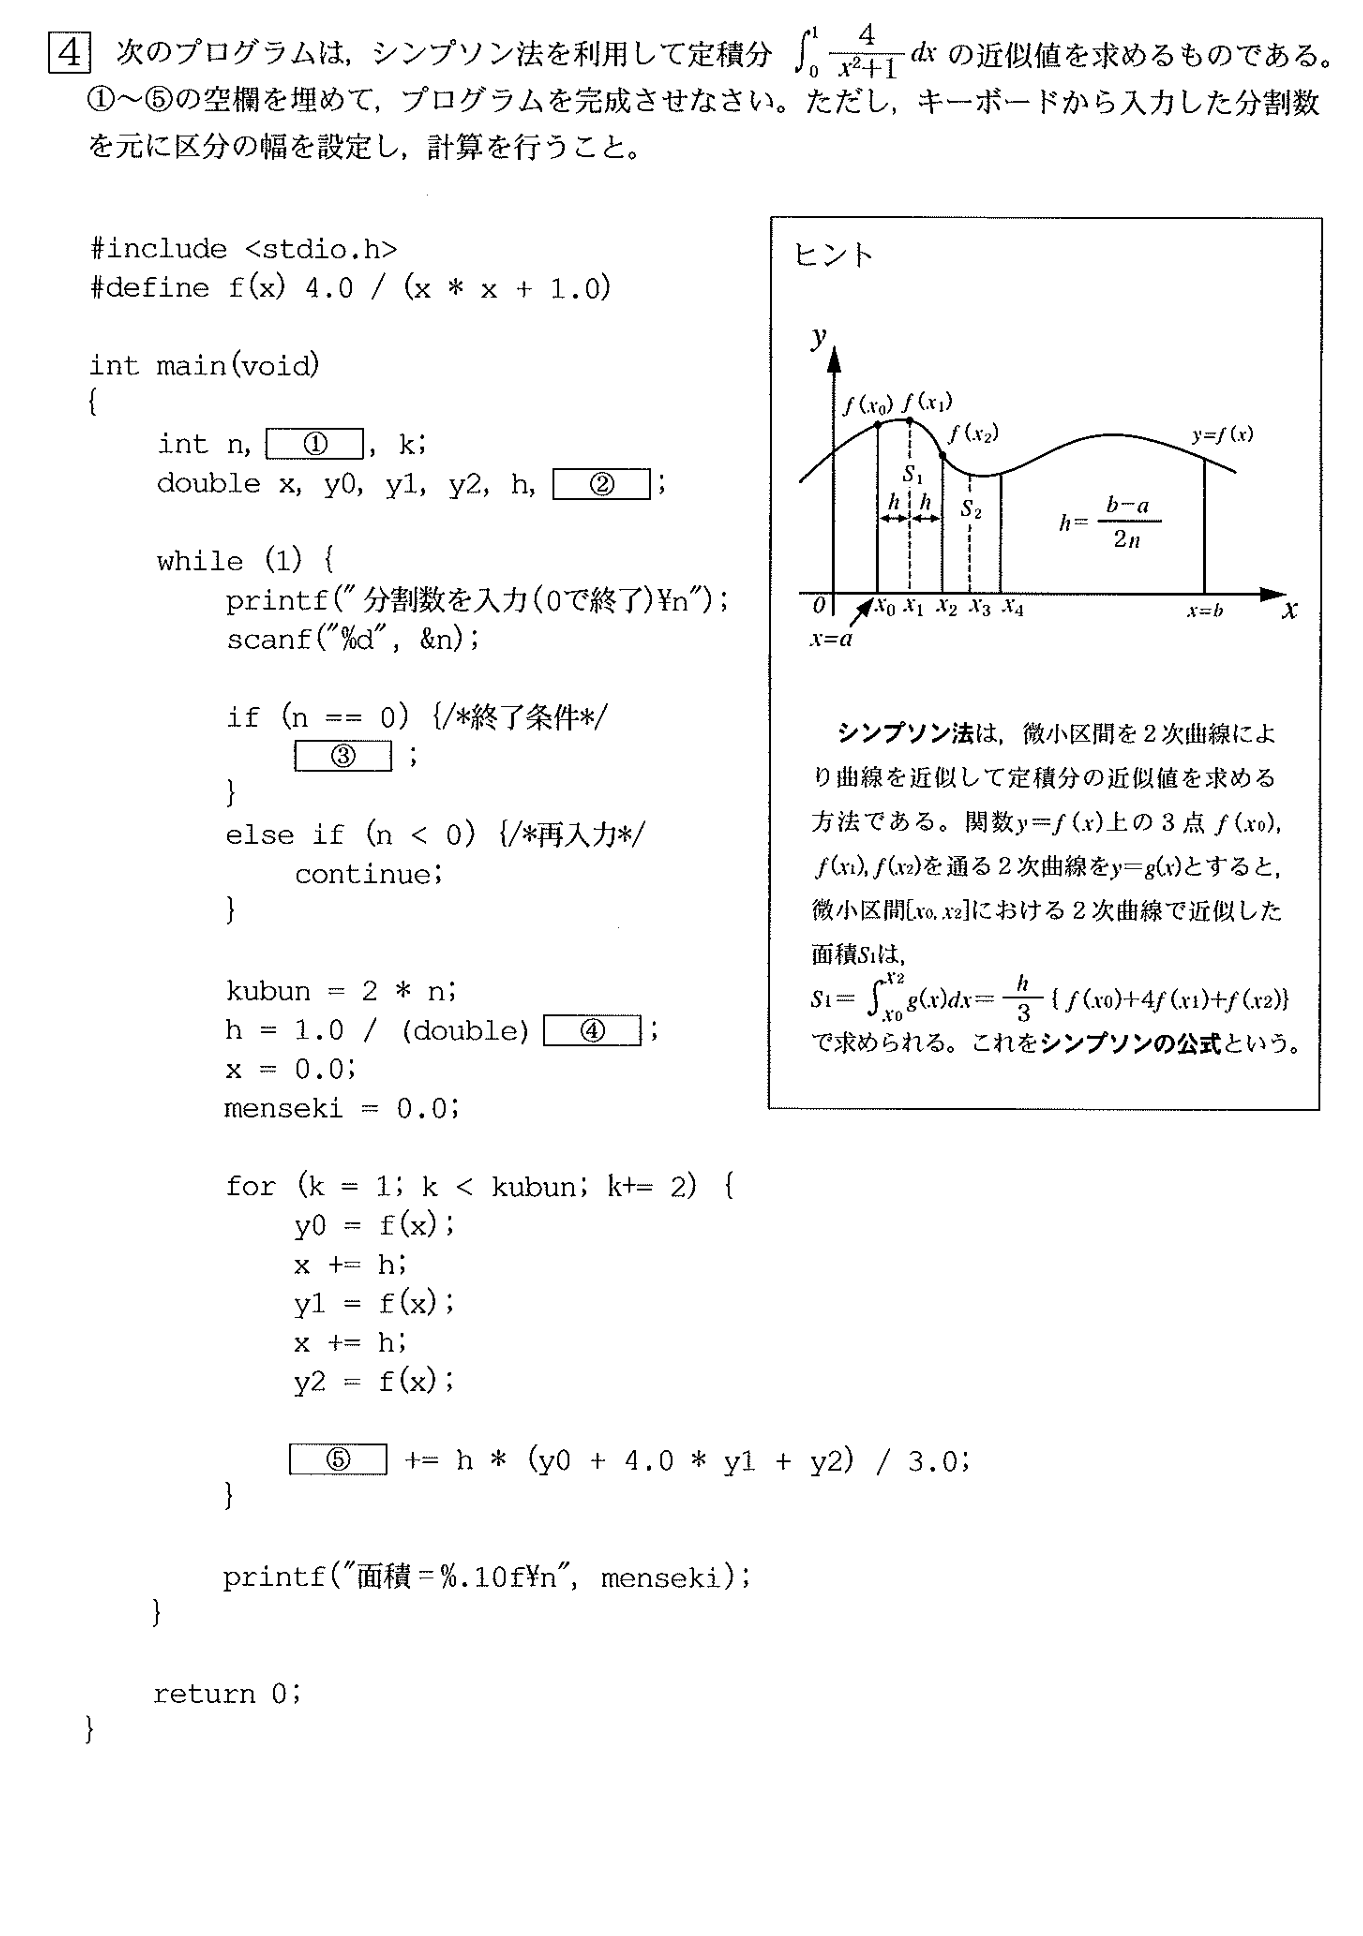 4 次のプログラムは，シンプソン法を利用して定積分 ∫₀¹ 4/(x²+1) dx の近似値を求めるものである。
①～⑤の空欄を埋めて，プログラムを完成させなさい。ただし，キーボードから入力した分割数
を元に区分の幅を設定し，計算を行うこと。
#include <stdio.h>
#define f(x) 4.0 / (x * x + 1.0)
int main(void)
{
int n, ① , k;
double x, y0, y1, y2, h, ② ;
while (1) {
printf("分割数を入力(0で終了)¥n");
scanf("%d", &n);
if (n == 0) {/*終了条件*/
③ ;
}
else if (n < 0) {/*再入力*/
continue;
}
kubun = 2 * n;
h = 1.0 / (double) ④ ;
x = 0.0;
menseki = 0.0;
for (k = 1; k < kubun; k+= 2) {
y0 = f(x);
x += h;
y1 = f(x);
x += h;
y2 = f(x);
⑤ += h * (y0 + 4.0 * y1 + y2) / 3.0;
}
printf("面積=%.10f¥n", menseki);
}
return 0;
}
ヒント
y
f(x₀) f(x₁)
f(x₂)
y=f(x)
S₁
h h
S₂
h= (b-a)/2n
O x₀ x₁ x₂ x₃ x₄
x=b
x
x=a
シンプソン法は，微小区間を2次曲線によ
り曲線を近似して定積分の近似値を求める
方法である。関数y=f(x)上の3点 f(x₀),
f(x₁), f(x₂)を通る2次曲線をy=g(x)とすると，
微小区間[x₀, x₂]における2次曲線で近似した
面積S₁は，
S₁= ∫ₓ₀ˣ² g(x)dx= h/3 { f(x₀)+4f(x₁)+f(x₂)}
で求められる。これをシンプソンの公式という。